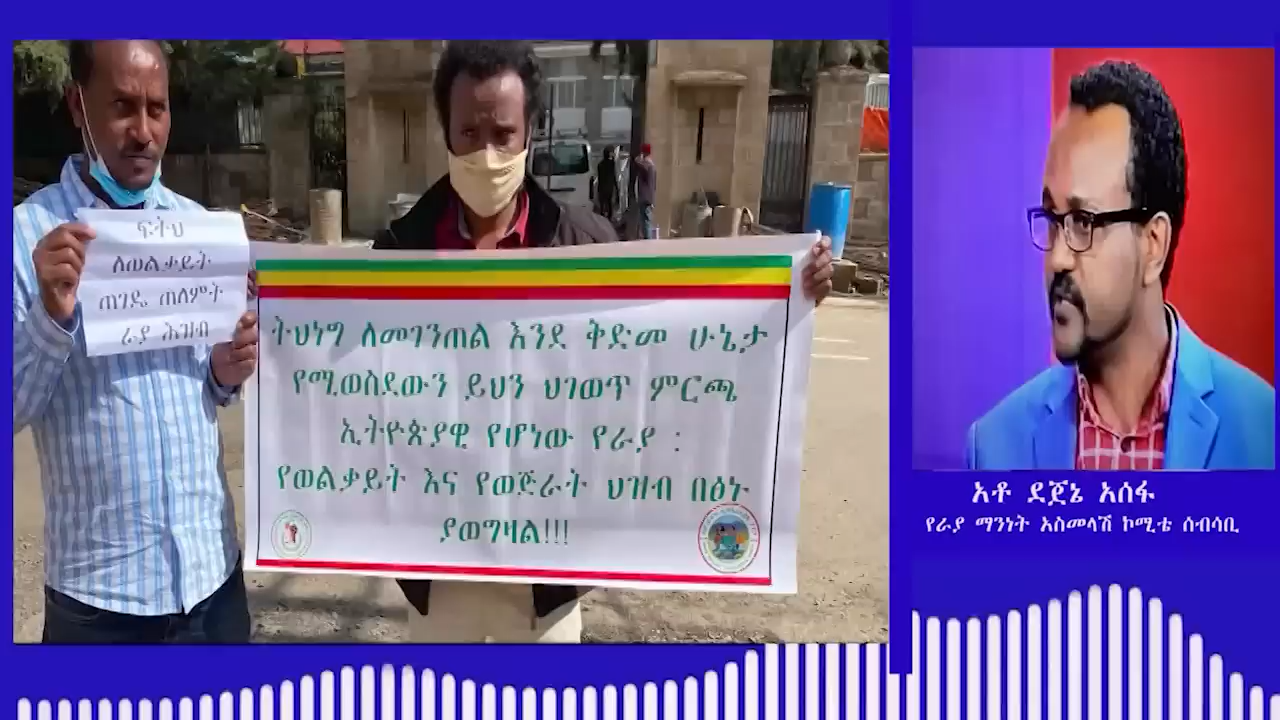 ፍትህ
ለወልቃይት
ጠገዴ ጠለምት
ራያ ሕዝብ
ትህነግ ለመገንጠል እንደ ቅድመ ሁኔታ
የሚወስደውን ይህን ህገወጥ ምርጫ
ኢትዮጵያዊ የሆነው የራያ :
የወልቃይት እና የወጅራት ህዝብ በፅኑ
ያወግዛል!!!
አቶ ደጀኔ አሰፋ
የራያ ማንነት አስመላሽ ኮሚቴ ሰብሳቢ